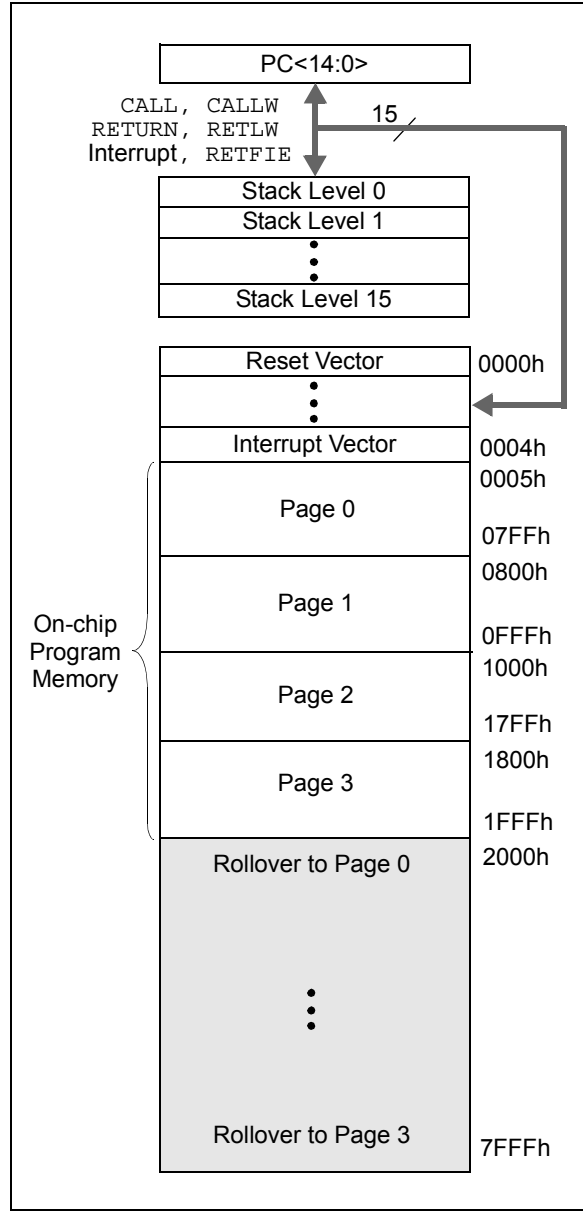 PC<14:0>
CALL, CALLW
RETURN, RETLW
Interrupt, RETFIE
15
Stack Level 0
Stack Level 1
Stack Level 15
Reset Vector
0000h
Interrupt Vector
0004h
0005h
Page 0
07FFh
0800h
Page 1
0FFFh
On-chip
Program
Memory
1000h
Page 2
17FFh
1800h
Page 3
1FFFh
2000h
Rollover to Page 0
Rollover to Page 3
7FFFh